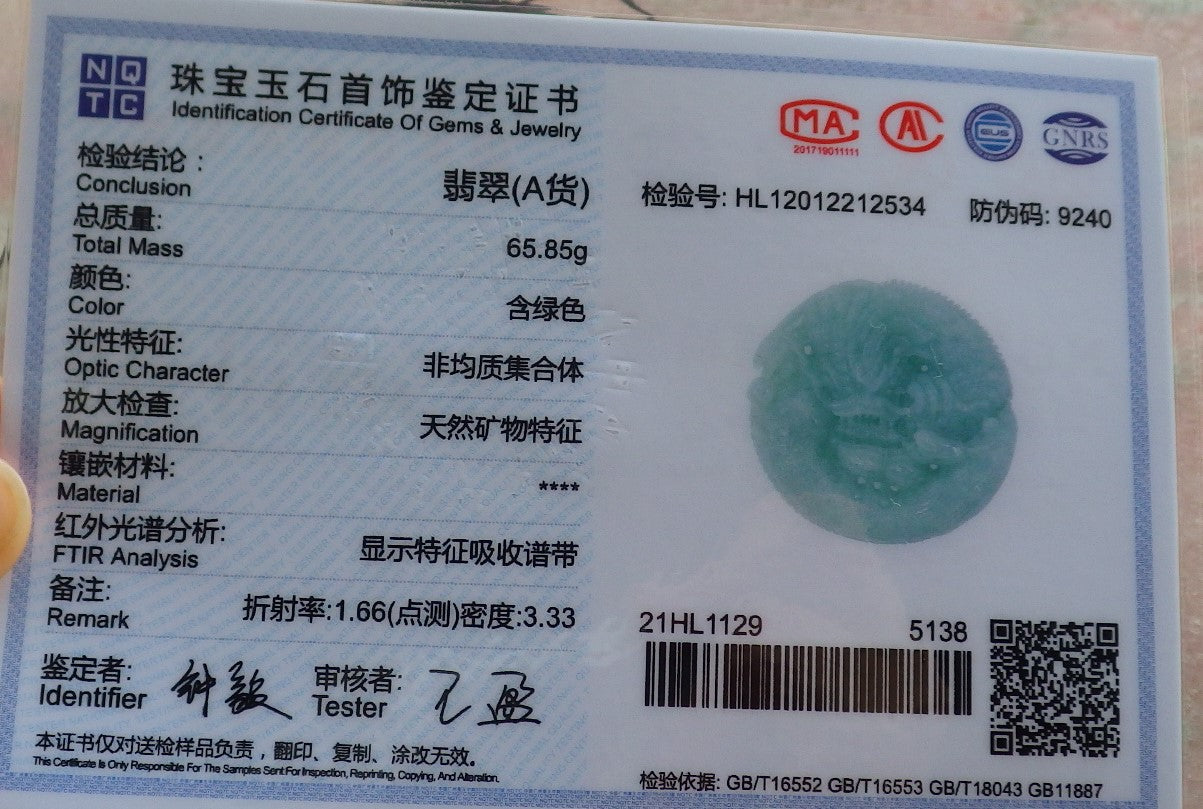 NQTC
珠宝玉石首饰鉴定证书
Identification Certificate Of Gems & Jewelry
检验结论：
Conclusion
翡翠(A货)
总质量:
Total Mass
65.85g
颜色:
Color
含绿色
光性特征:
Optic Character
非均质集合体
放大检查:
Magnification
天然矿物特征
镶嵌材料:
Material
****
红外光谱分析:
FTIR Analysis
显示特征吸收谱带
备注:
Remark
折射率:1.66(点测)密度:3.33
鉴定者:
Identifier
钟敏
审核者:
Tester
王盈
本证书仅对送检样品负责，翻印、复制、涂改无效。
This Certificate Is Only Responsible For The Samples Sent For Inspection, Reprinting, Copying, And Alteration.
MA
201719011111
AL
GNRS
检验号: HL12012212534
防伪码: 9240
21HL1129
5138
检验依据: GB/T16552 GB/T16553 GB/T18043 GB11887